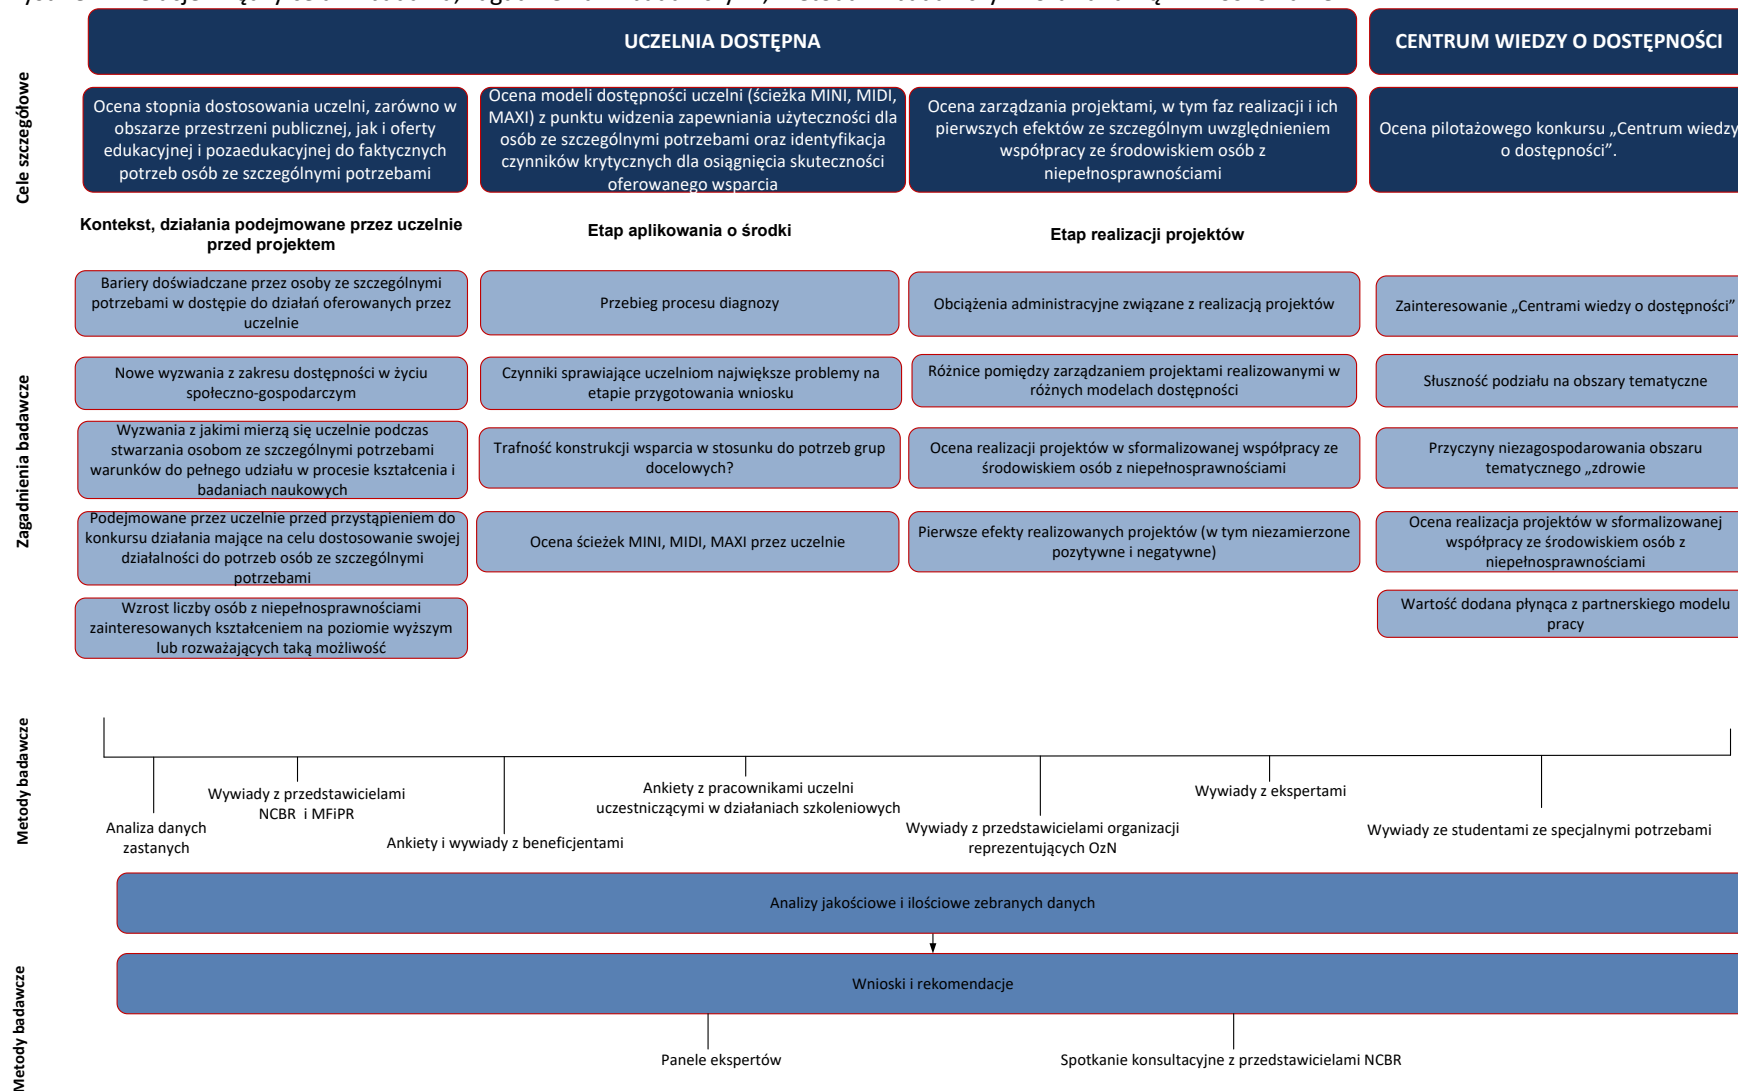 UCZELNIA DOSTĘPNA
CENTRUM WIEDZY O DOSTĘPNOŚCI
Cele szczegółowe
Ocena stopnia dostosowania uczelni, zarówno w
obszarze przestrzeni publicznej, jak i oferty
edukacyjnej i pozaedukacyjnej do faktycznych
potrzeb osób ze szczególnymi potrzebami
Ocena modeli dostępności uczelni (ścieżka MINI, MIDI,
MAXI) z punktu widzenia zapewniania użyteczności dla
osób ze szczególnymi potrzebami oraz identyfikacja
czynników krytycznych dla osiągnięcia skuteczności
oferowanego wsparcia
Ocena zarządzania projektami, w tym faz realizacji i ich
pierwszych efektów ze szczególnym uwzględnieniem
współpracy ze środowiskiem osób z
niepełnosprawnościami
Ocena pilotażowego konkursu „Centrum wiedzy
o dostępności”.
Kontekst, działania podejmowane przez uczelnie
przed projektem
Etap aplikowania o środki
Etap realizacji projektów
Zagadnienia badawcze
Bariery doświadczane przez osoby ze szczególnymi
potrzebami w dostępie do działań oferowanych przez
uczelnie
Przebieg procesu diagnozy
Obciążenia administracyjne związane z realizacją projektów
Zainteresowanie „Centrami wiedzy o dostępności”
Nowe wyzwania z zakresu dostępności w życiu
społeczno-gospodarczym
Czynniki sprawiające uczelniom największe problemy na
etapie przygotowania wniosku
Różnice pomiędzy zarządzaniem projektami realizowanymi w
różnych modelach dostępności
Słuszność podziału na obszary tematyczne
Wyzwania z jakimi mierzą się uczelnie podczas
stwarzania osobom ze szczególnymi potrzebami
warunków do pełnego udziału w procesie kształcenia i
badaniach naukowych
Trafność konstrukcji wsparcia w stosunku do potrzeb grup
docelowych?
Ocena realizacji projektów w sformalizowanej współpracy ze
środowiskiem osób z niepełnosprawnościami
Przyczyny niezagospodarowania obszaru
tematycznego „zdrowie
Podejmowane przez uczelnie przed przystąpieniem do
konkursu działania mające na celu dostosowanie swojej
działalności do potrzeb osób ze szczególnymi
potrzebami
Ocena ścieżek MINI, MIDI, MAXI przez uczelnie
Pierwsze efekty realizowanych projektów (w tym niezamierzone
pozytywne i negatywne)
Ocena realizacja projektów w sformalizowanej
współpracy ze środowiskiem osób z
niepełnosprawnościami
Wzrost liczby osób z niepełnosprawnościami
zainteresowanych kształceniem na poziomie wyższym
lub rozważających taką możliwość
Wartość dodana płynąca z partnerskiego modelu
pracy
Metody badawcze
Analiza danych
zastanych
Wywiady z przedstawicielami
NCBR i MFiPR
Ankiety i wywiady z beneficjentami
Ankiety z pracownikami uczelni
uczestniczącymi w działaniach szkoleniowych
Wywiady z przedstawicielami organizacji
reprezentujących OzN
Wywiady z ekspertami
Wywiady ze studentami ze specjalnymi potrzebami
Analizy jakościowe i ilościowe zebranych danych
Wnioski i rekomendacje
Metody badawcze
Panele ekspertów
Spotkanie konsultacyjne z przedstawicielami NCBR